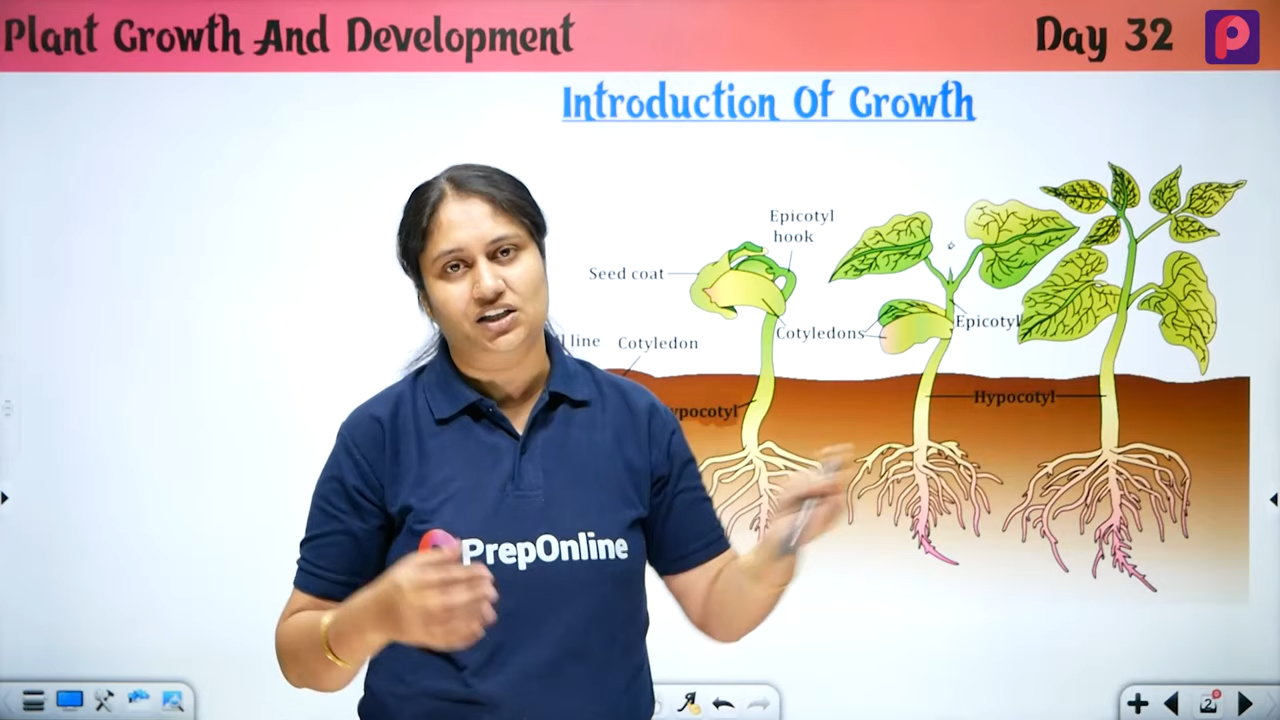 Plant Growth And Development
Day 32
Introduction Of Growth
Epicotyl
hook
Seed coat
line
Cotyledon
Cotyledons
Epicotyl
Hypocotyl
PrepOnline
2